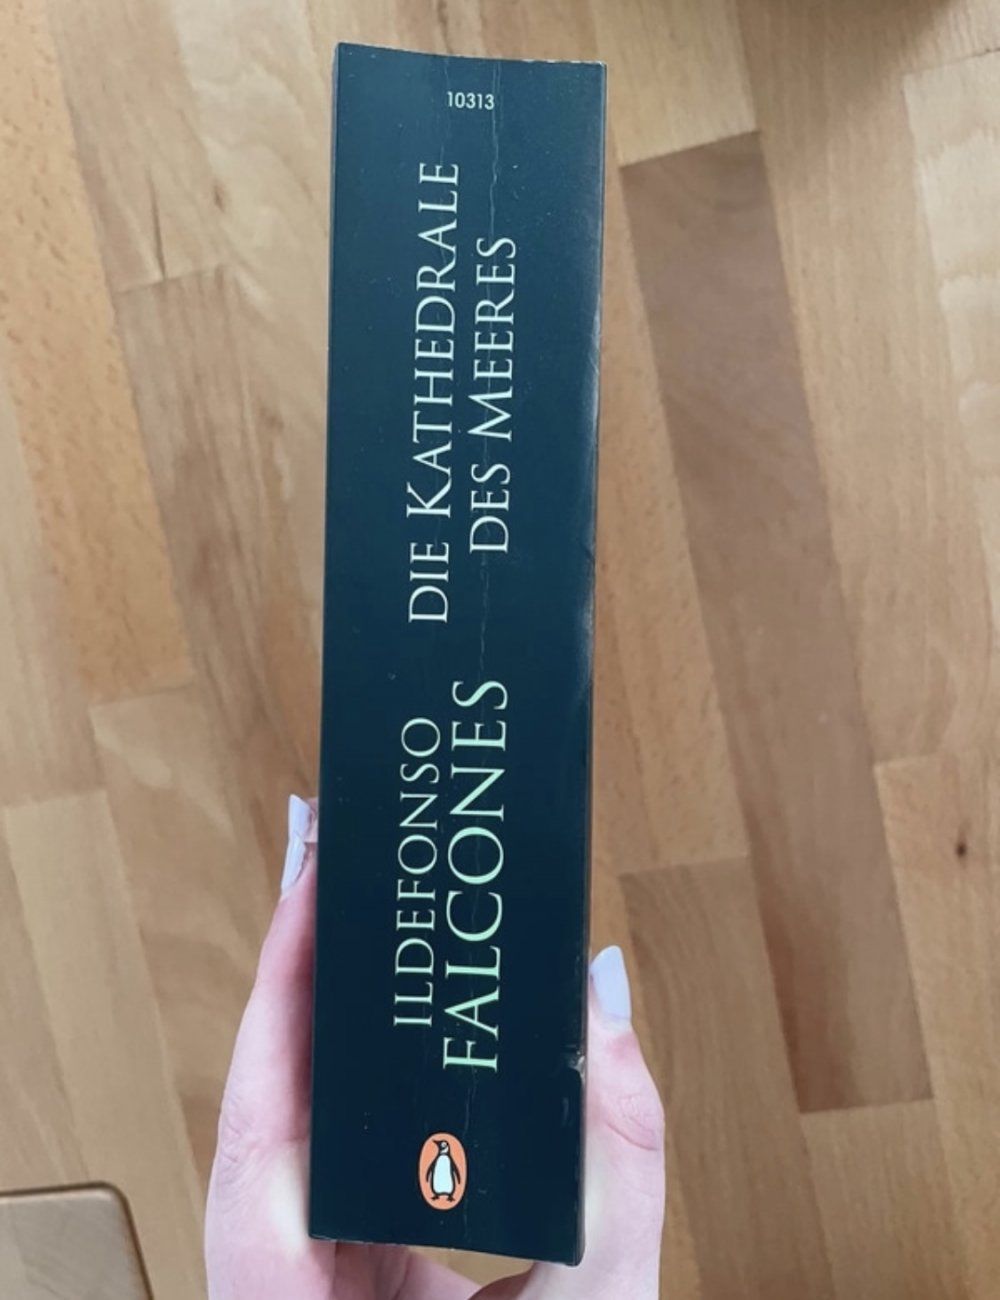 10313
ILDEFONSO
FALCONES
DIE KATHEDRALE
DES MEERES